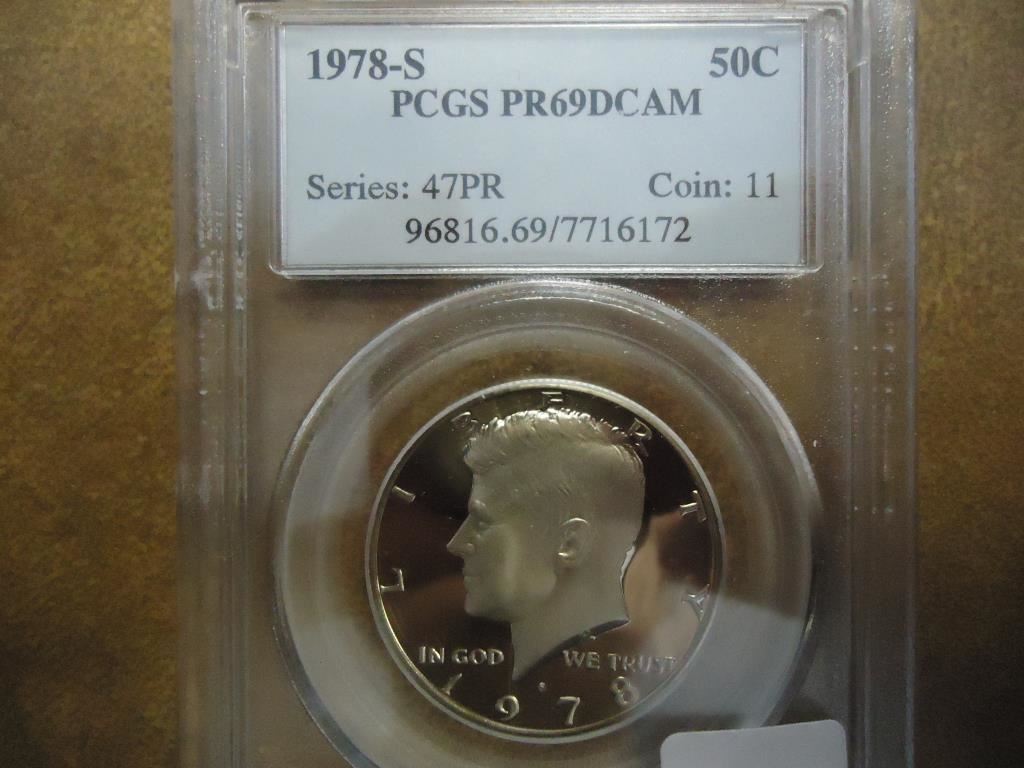 1978-S 50C
PCGS PR69DCAM
Series: 47PR Coin: 11
96816.69/7716172
LIBERTY
IN GOD WE TRUST
1978